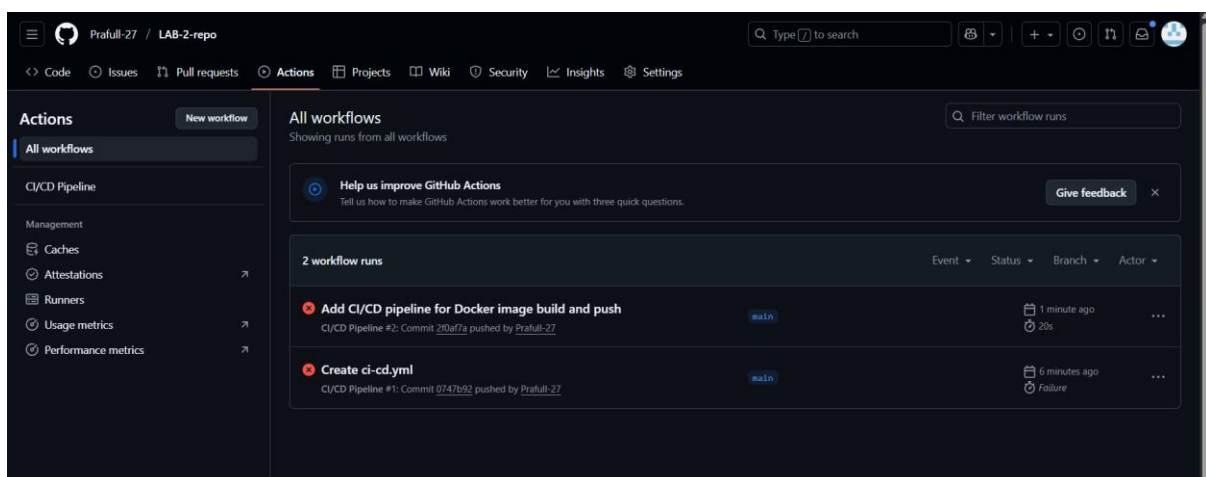 Prafull-27 / LAB-2-repo
Type / to search
Code Issues Pull requests Actions Projects Wiki Security Insights Settings
Actions
New workflow
All workflows
CI/CD Pipeline
Management
Caches
Attestations
Runners
Usage metrics
Performance metrics
All workflows
Showing runs from all workflows
Filter workflow runs
Help us improve GitHub Actions
Tell us how to make GitHub Actions work better for you with three quick questions.
Give feedback
2 workflow runs
Event Status Branch Actor
Add CI/CD pipeline for Docker image build and push
CI/CD Pipeline #2: Commit 2f0af7a pushed by Prafull-27
main
1 minute ago
20s
Create ci-cd.yml
CI/CD Pipeline #1: Commit 0747b92 pushed by Prafull-27
main
6 minutes ago
Failure